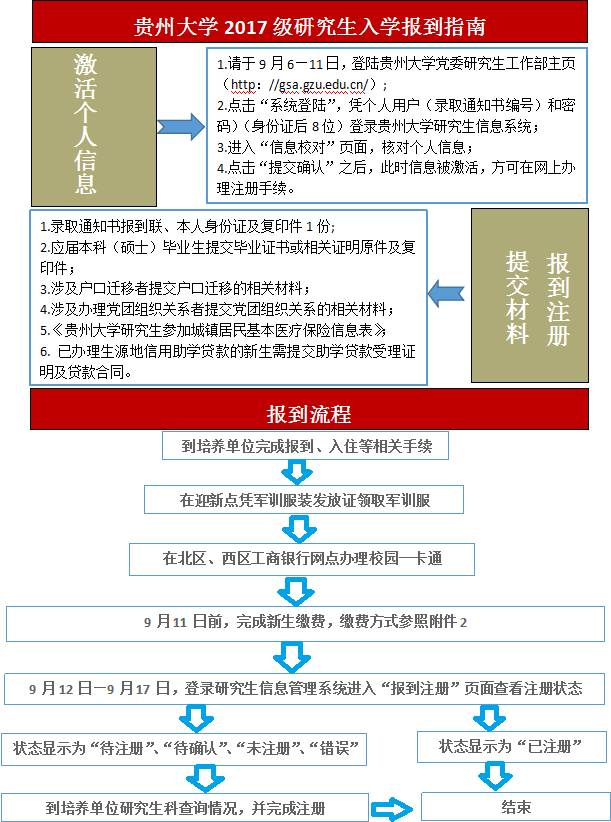 贵州大学 2017 级研究生入学报到指南
激活个人信息
1.请于 9 月 6—11 日，登陆贵州大学党委研究生工作部主页
（http：//gsa.gzu.edu.cn/）；
2.点击“系统登陆”，凭个人用户（录取通知书编号）和密
码）（身份证后 8 位）登录贵州大学研究生信息系统；
3.进入“信息校对”页面，核对个人信息；
4.点击“提交确认”之后，此时信息被激活，方可在网上办
理注册手续。
1.录取通知书报到联、本人身份证及复印件 1 份;
2.应届本科（硕士）毕业生提交毕业证书或相关证明原件及复
印件；
3.涉及户口迁移者提交户口迁移的相关材料；
4.涉及办理党团组织关系者提交党团组织关系的相关材料；
5.《贵州大学研究生参加城镇居民基本医疗保险信息表》；
6. 已办理生源地信用助学贷款的新生需提交助学贷款受理证
明及贷款合同。
报到注册
提交材料
报到流程
到培养单位完成报到、入住等相关手续
在迎新点凭军训服装发放证领取军训服
在北区、西区工商银行网点办理校园一卡通
9 月 11 日前，完成新生缴费，缴费方式参照附件 2
9 月 12 日—9 月 17 日，登录研究生信息管理系统进入“报到注册”页面查看注册状态
状态显示为“待注册”、“待确认”、“未注册”、“错误”
状态显示为“已注册”
到培养单位研究生科查询情况，并完成注册
结束